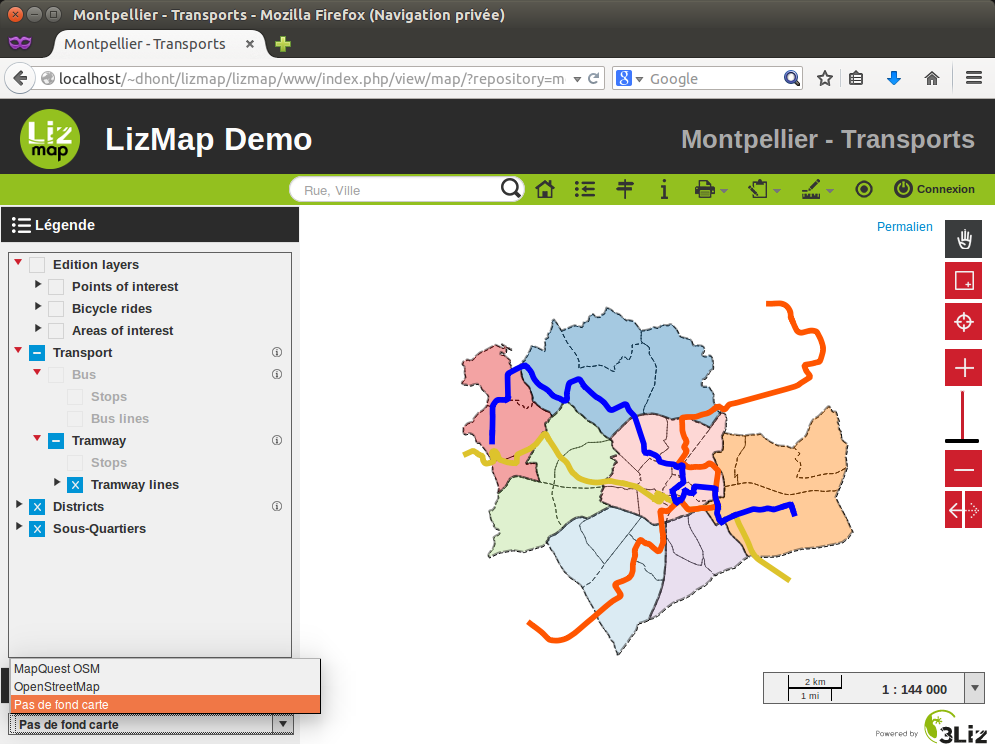 Montpellier - Transports - Mozilla Firefox (Navigation privée)
Montpellier - Transports
localhost/~dhont/lizmap/lizmap/www/index.php/view/map/?repository=m
Google
Liz
map
LizMap Demo
Montpellier - Transports
Rue, Ville
Connexion
Légende
Permalien
Edition layers
Points of interest
Bicycle rides
Areas of interest
Transport
Bus
Stops
Bus lines
Tramway
Stops
Tramway lines
Districts
Sous-Quartiers
MapQuest OSM
OpenStreetMap
Pas de fond carte
Pas de fond carte
2 km
1 mi
1 : 144 000
Powered by
3Liz